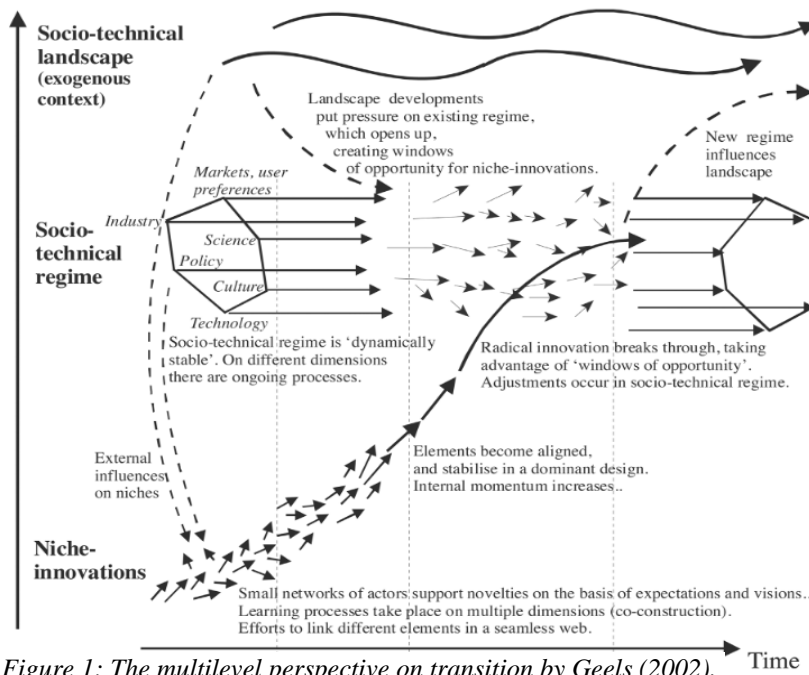 Socio-technical
landscape
(exogenous
context)
Landscape developments
put pressure on existing regime,
which opens up,
creating windows
of opportunity for niche-innovations.
New regime
influences
landscape
Markets, user
preferences
Industry
Science
Policy
Culture
Technology
Socio-
technical
regime
Socio-technical regime is ‘dynamically
stable’. On different dimensions
there are ongoing processes.
Radical innovation breaks through, taking
advantage of ‘windows of opportunity’.
Adjustments occur in socio-technical regime.
External
influences
on niches
Elements become aligned,
and stabilise in a dominant design.
Internal momentum increases..
Niche-
innovations
Small networks of actors support novelties on the basis of expectations and visions..
Learning processes take place on multiple dimensions (co-construction).
Efforts to link different elements in a seamless web.
Time
Figure 1: The multilevel perspective on transition by Geels (2002).